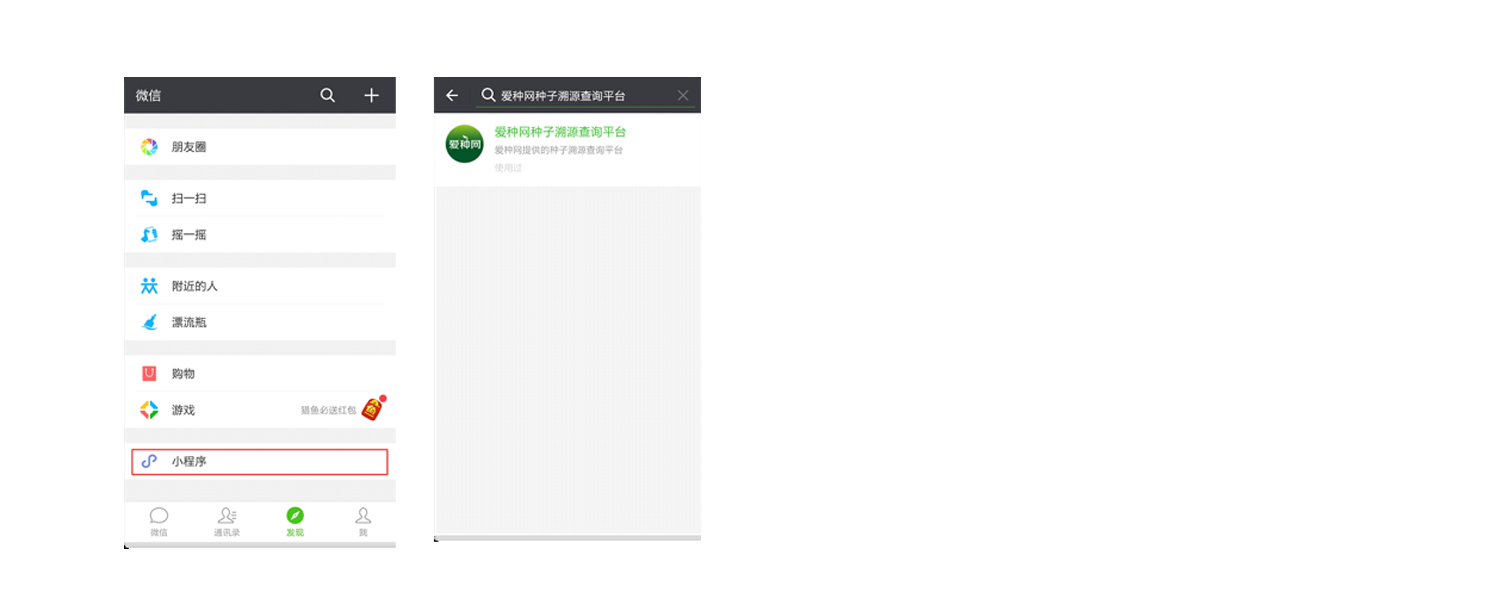 微信
朋友圈
扫一扫
摇一摇
附近的人
漂流瓶
购物
游戏
猎鱼必送红包
小程序
微信
通讯录
发现
我
爱种网种子溯源查询平台
爱种网
爱种网种子溯源查询平台
爱种网提供的种子溯源查询平台
使用过